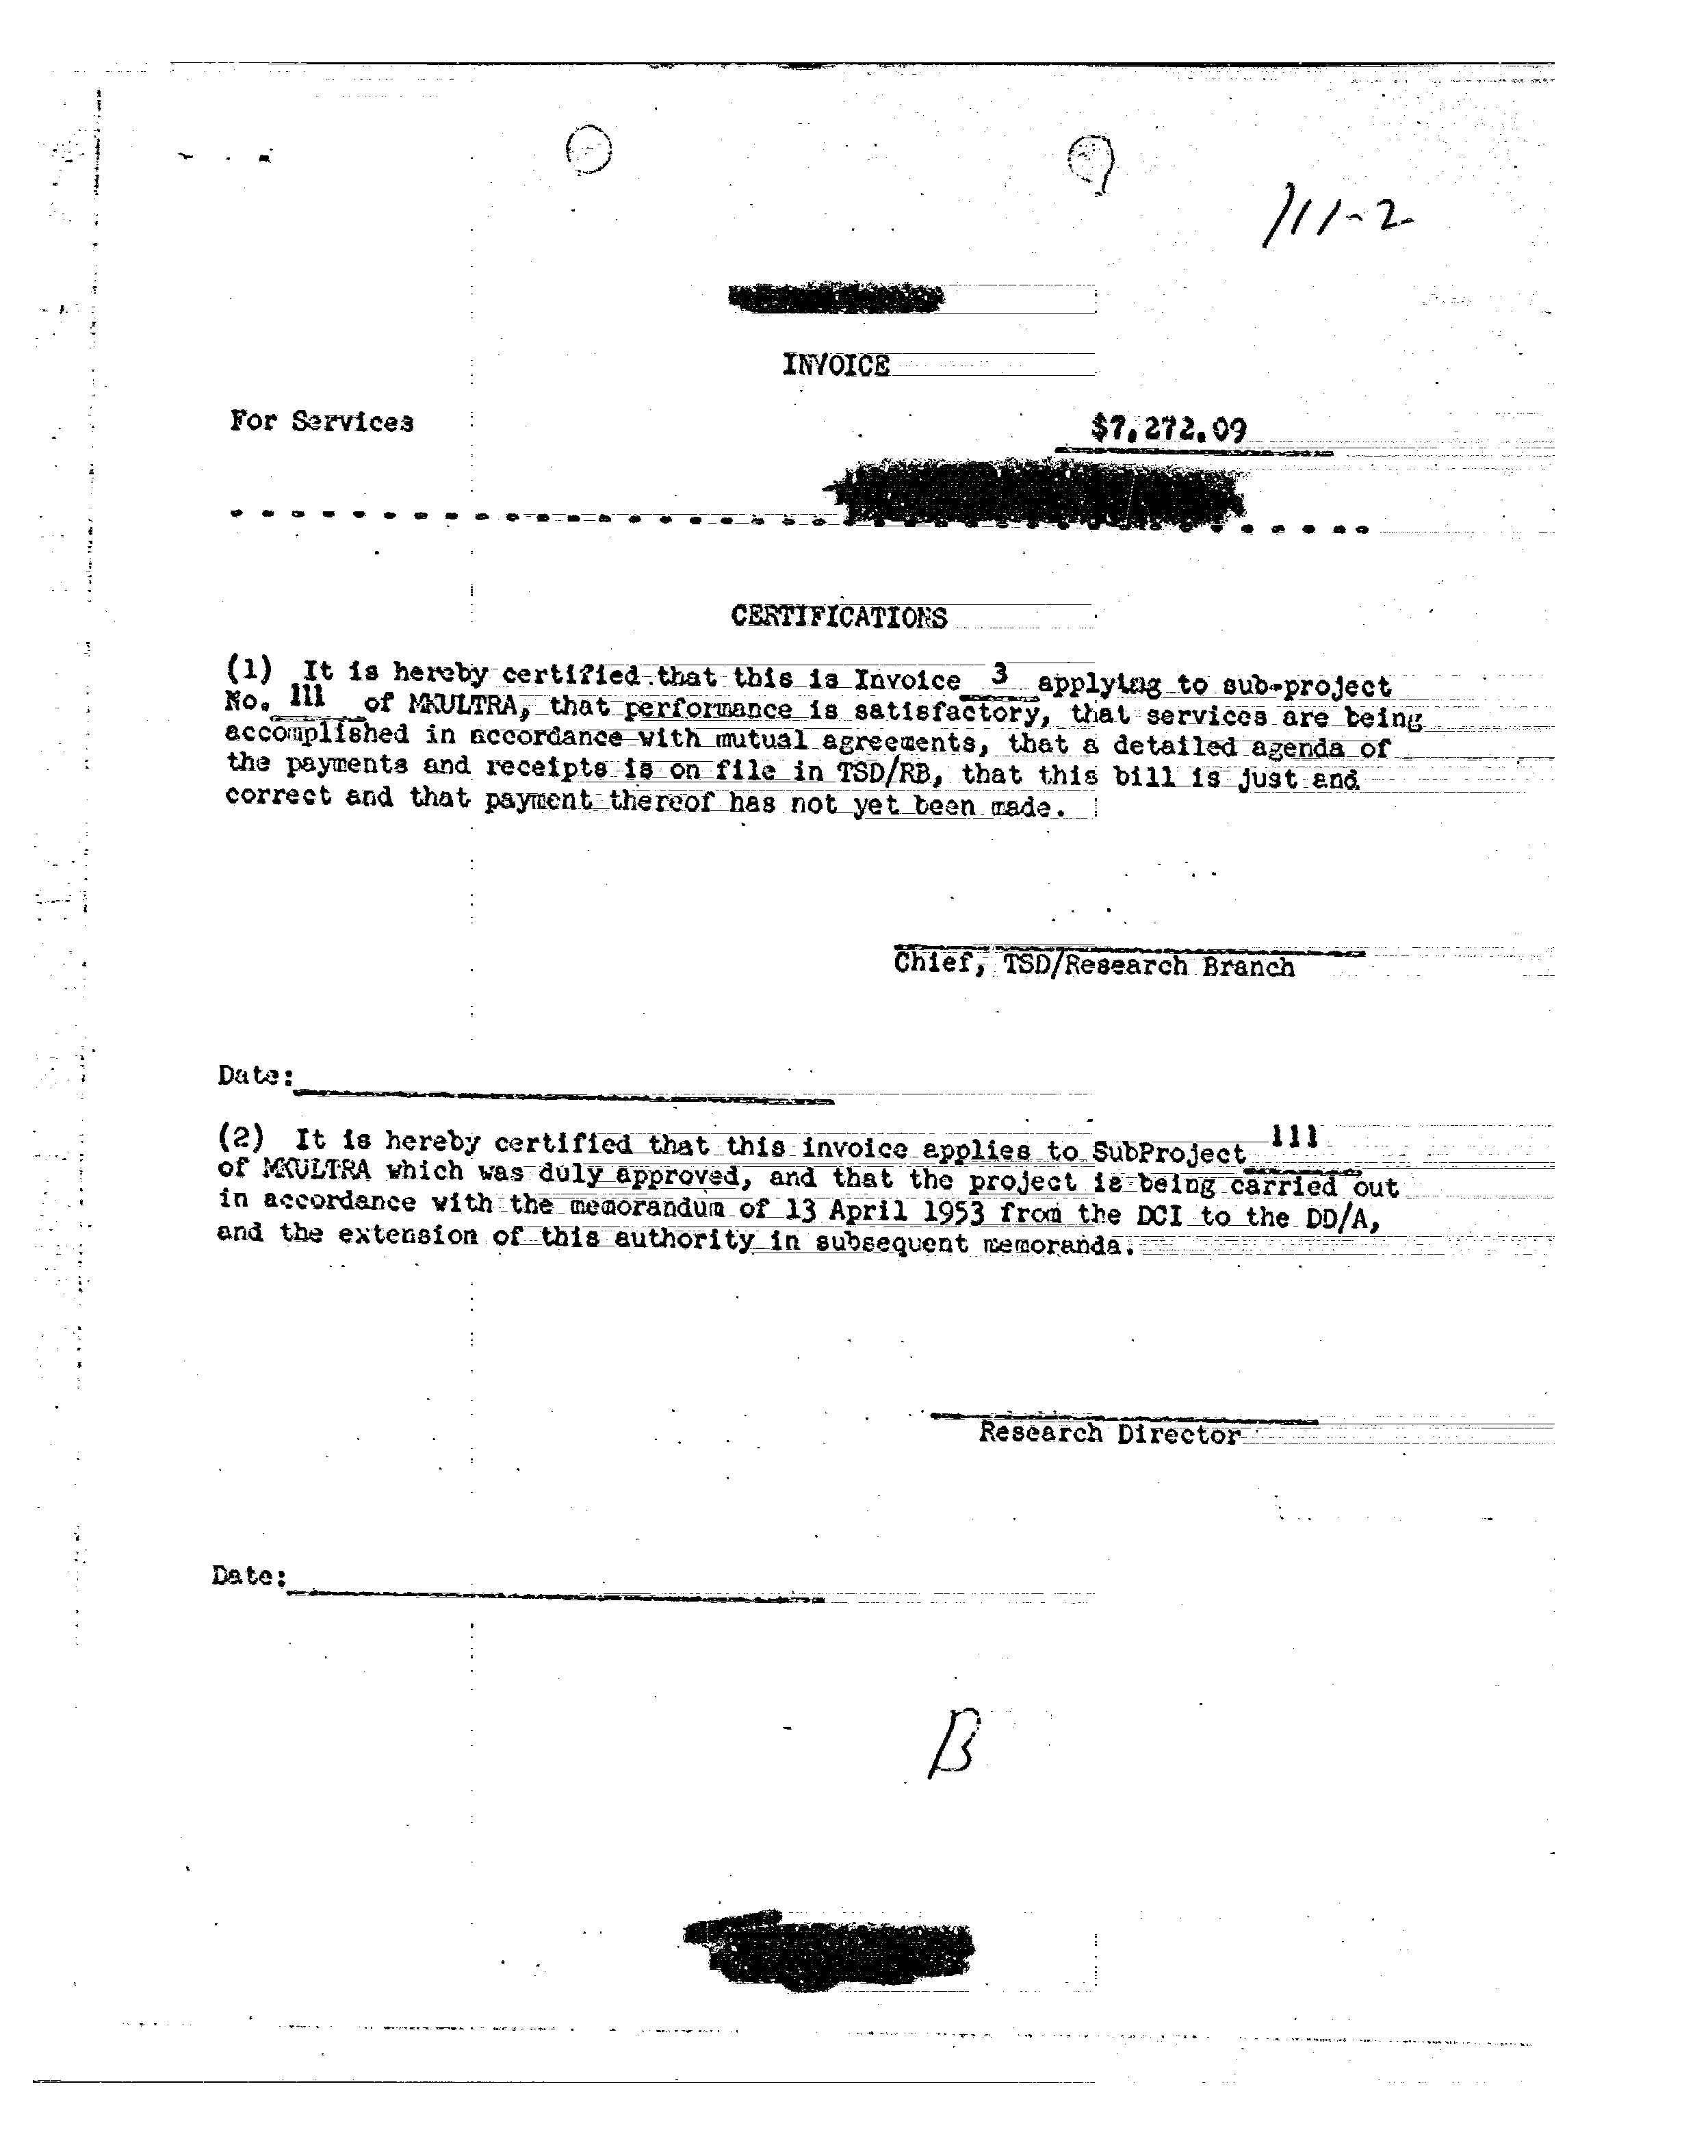 111-2
INVOICE
For Services $7,272.09
CERTIFICATIONS
(1) It is hereby certified that this is Invoice 3 applying to sub-project
No. 111 of MKULTRA, that performance is satisfactory, that services are being
accomplished in accordance with mutual agreements, that a detailed agenda of
the payments and receipts is on file in TSD/RB, that this bill is just and
correct and that payment thereof has not yet been made.
Chief, TSD/Research Branch
Date:
(2) It is hereby certified that this invoice applies to SubProject 111
of MKULTRA which was duly approved, and that the project is being carried out
in accordance with the memorandum of 13 April 1953 from the DCI to the DD/A,
and the extension of this authority in subsequent memoranda.
Research Director
Date:
B